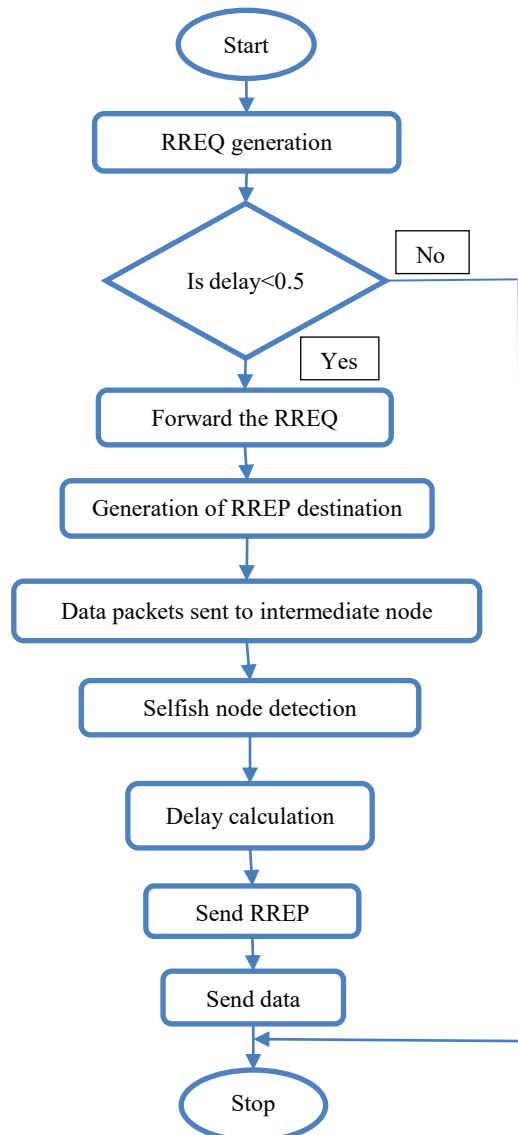 Start
RREQ generation
Is delay<0.5
No
Yes
Forward the RREQ
Generation of RREP destination
Data packets sent to intermediate node
Selfish node detection
Delay calculation
Send RREP
Send data
Stop